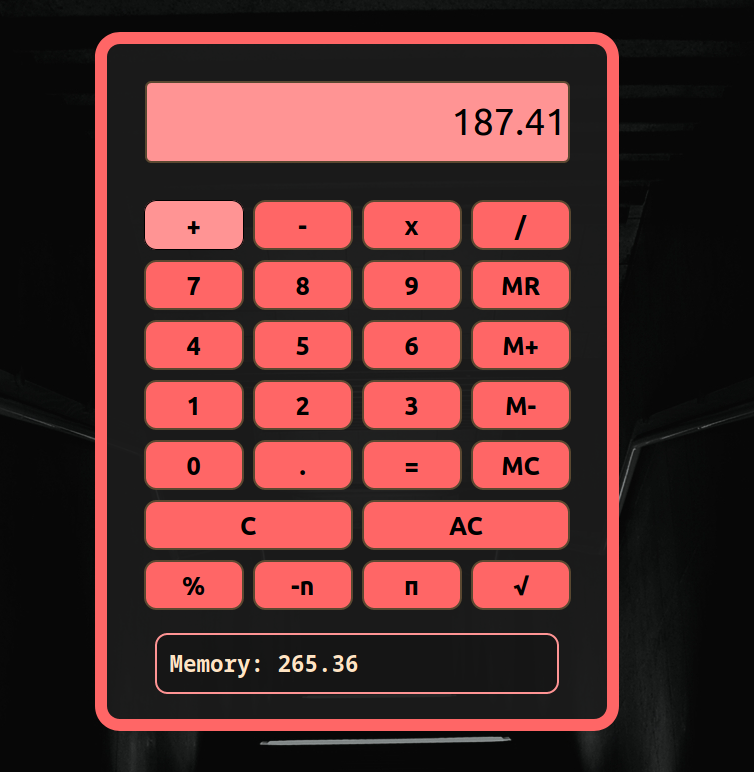 187.41
+ - x /
7 8 9 MR
4 5 6 M+
1 2 3 M-
0 . = MC
C AC
% -n п √
Memory: 265.36